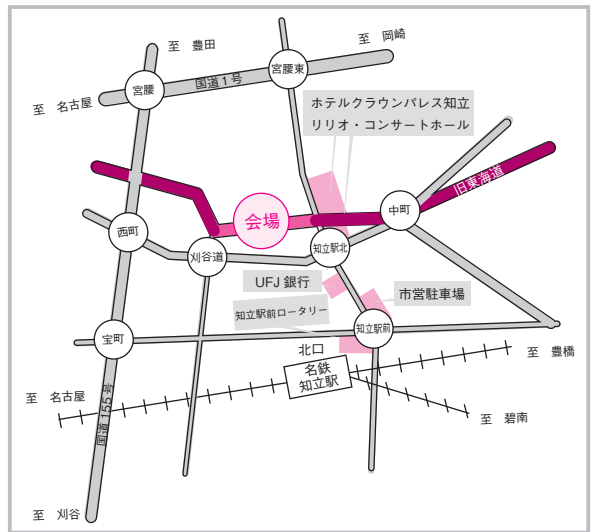 至 豊田
至 岡崎
宮腰東
宮腰
国道1号
至 名古屋
ホテルクラウンパレス知立
リリオ・コンサートホール
旧東海道
中町
会場
西町
知立駅北
刈谷道
UFJ 銀行
市営駐車場
知立駅前ロータリー
知立駅前
宝町
北口
至 豊橋
名鉄
知立駅
至 名古屋
国道155号
至 碧南
至 刈谷